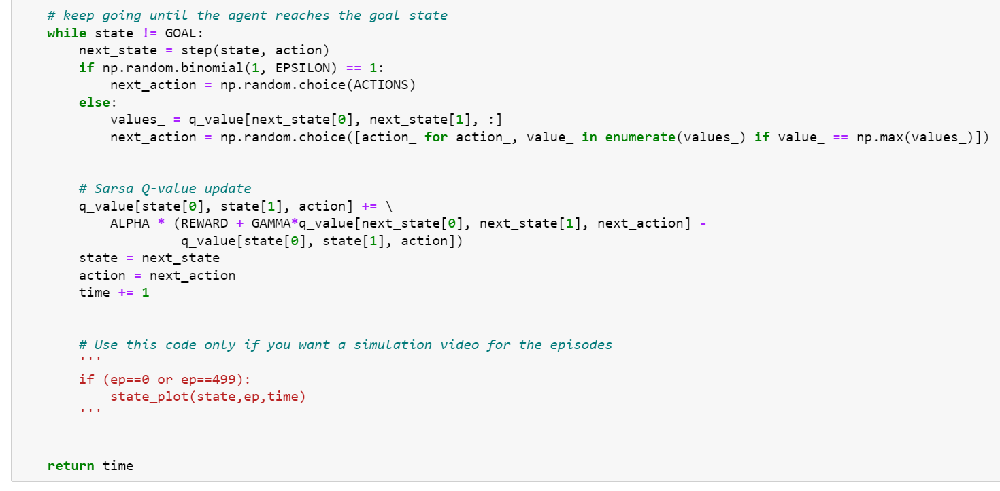 # keep going until the agent reaches the goal state
while state != GOAL:
    next_state = step(state, action)
    if np.random.binomial(1, EPSILON) == 1:
        next_action = np.random.choice(ACTIONS)
    else:
        values_ = q_value[next_state[0], next_state[1], :]
        next_action = np.random.choice([action_ for action_, value_ in enumerate(values_) if value_ == np.max(values_)])
    # Sarsa Q-value update
    q_value[state[0], state[1], action] += \
        ALPHA * (REWARD + GAMMA*q_value[next_state[0], next_state[1], next_action] -
                 q_value[state[0], state[1], action])
    state = next_state
    action = next_action
    time += 1
    # Use this code only if you want a simulation video for the episodes
    '''
    if (ep==0 or ep==499):
        state_plot(state,ep,time)
    '''
return time